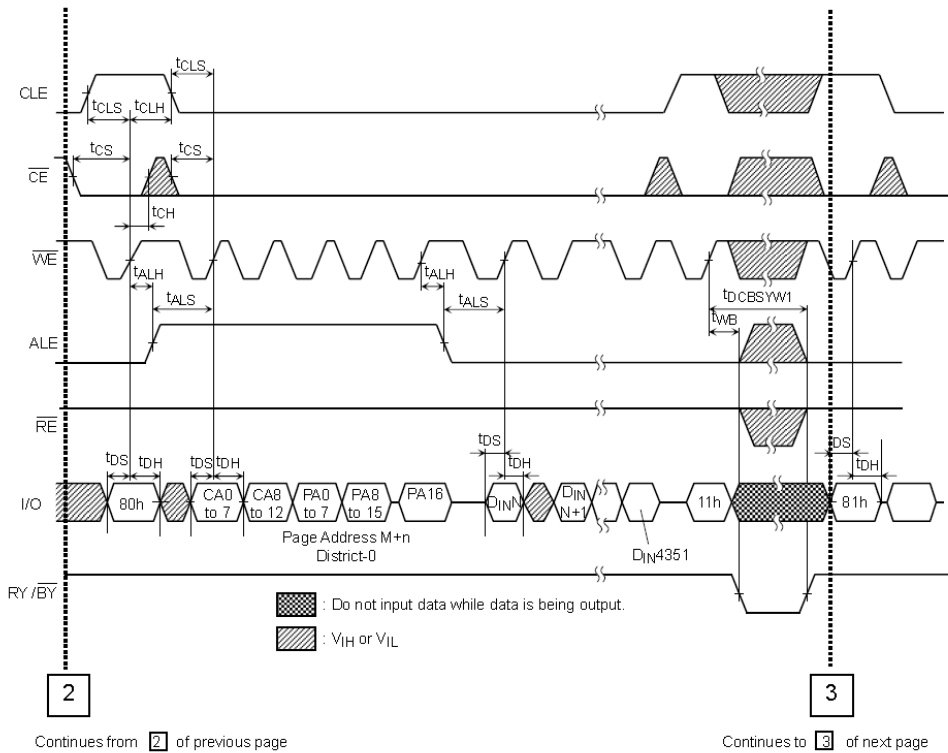 2
3
tCLS
CLE
tCLS
tCLH
tCS
tCS
CE
tCH
WE
tALH
tALH
tDCBSYW1
tALS
tALS
tWB
ALE
RE
tDS
tDH
tDS
tDH
tDS
tDH
tDS
tDH
I/O
80h
CA0 to 7
CA8 to 12
PA0 to 7
PA8 to 15
PA16
DINN
DIN N+1
11h
81h
Page Address M+n
District-0
DIN4351
RY /BY
: Do not input data while data is being output.
: VIH or VIL
2
3
Continues from 2 of previous page
Continues to 3 of next page